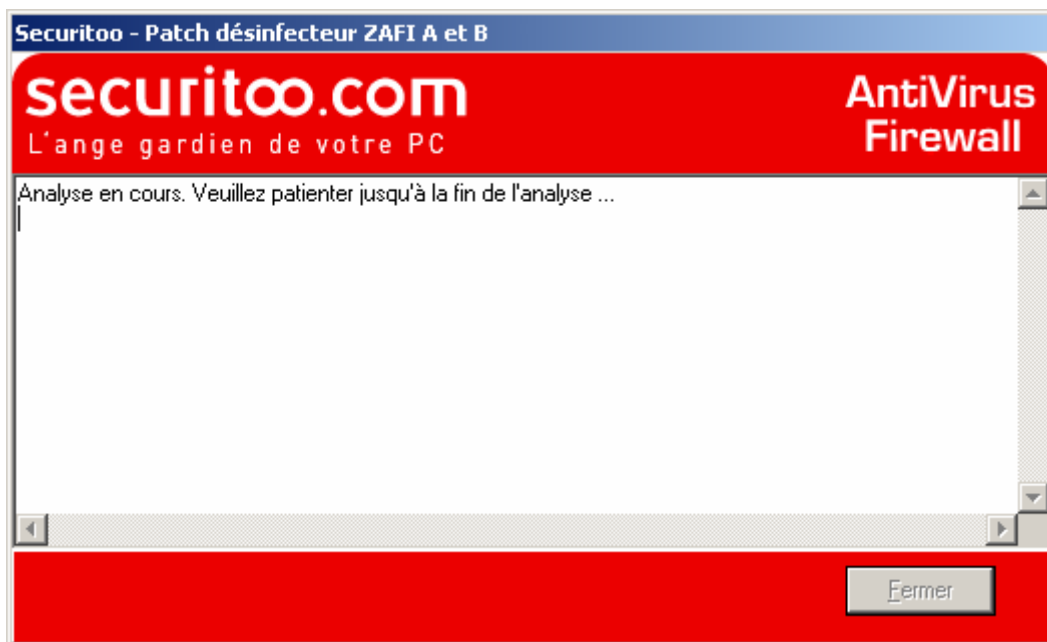 Securitoo - Patch désinfecteur ZAFI A et B
securitoo.com
L'ange gardien de votre PC
AntiVirus
Firewall
Analyse en cours. Veuillez patienter jusqu'à la fin de l'analyse ...
Fermer